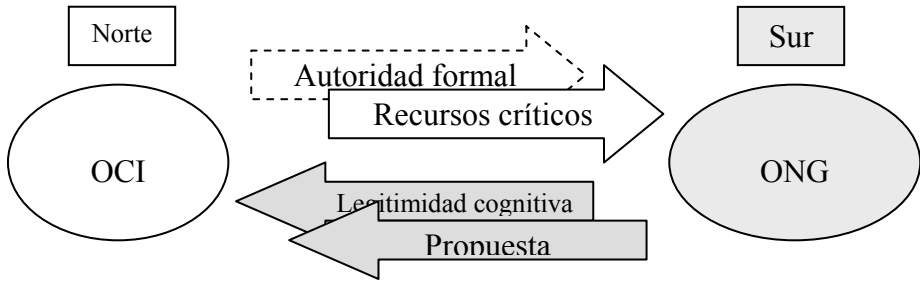 Norte
Sur
Autoridad formal
Recursos críticos
OCI
ONG
Legitimidad cognitiva
Propuesta